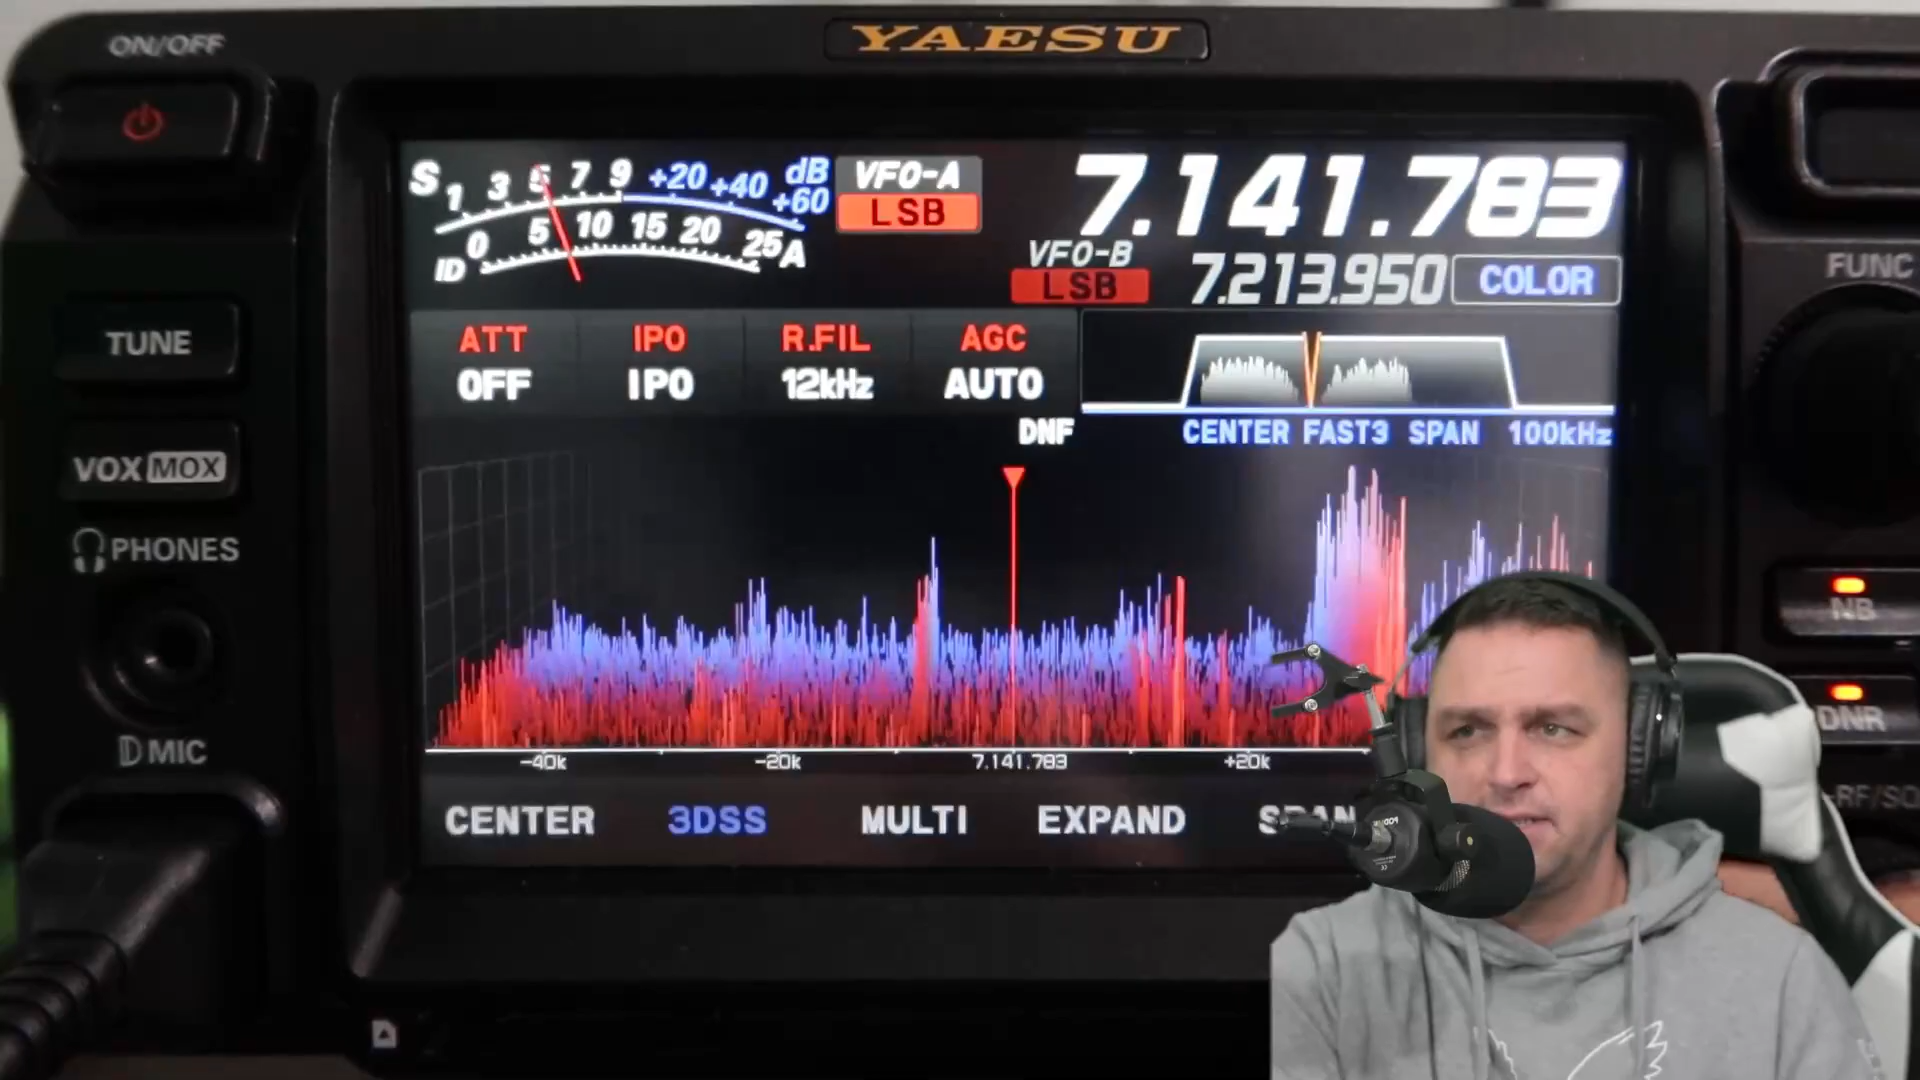 ON/OFF
YAESU
S 1 3 5 7 9 +20 +40 +60 dB
ID 0 5 10 15 20 25 A
VFO-A
LSB
7.141.783
VFO-B
LSB
7.213.950
COLOR
FUNC
TUNE
ATT
OFF
IPO
IPO
R.FIL
12kHz
AGC
AUTO
DNF
CENTER FAST3 SPAN 100kHz
VOX MOX
PHONES
NB
DNR
MIC
-40k -20k 7.141.783 +20k
CENTER 3DSS MULTI EXPAND SPAN